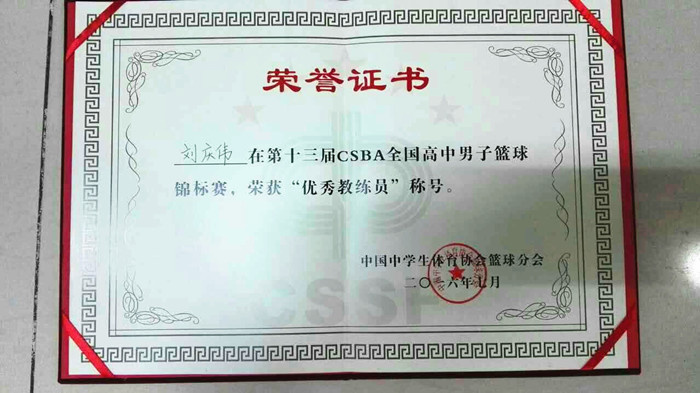 荣誉证书
刘庆伟 在第十三届CSBA全国高中男子篮球
锦标赛，荣获“优秀教练员”称号。
中国中学生体育协会篮球分会
二〇一六年七月
CSSF